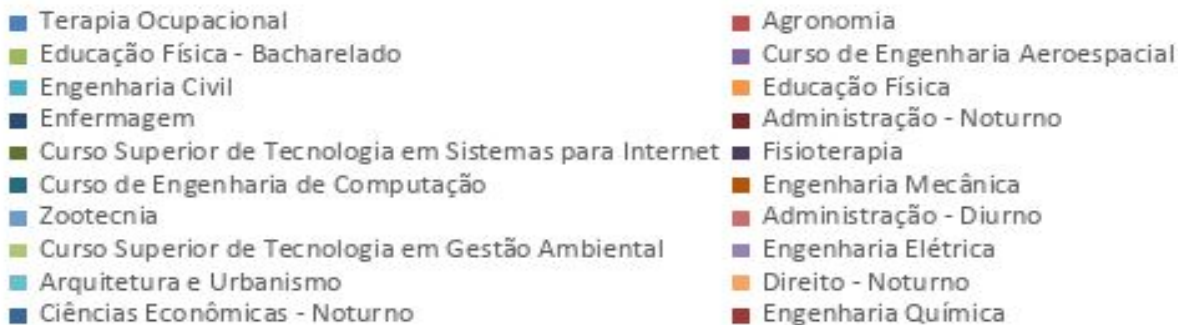 Terapia Ocupacional
Agronomia
Educação Física - Bacharelado
Curso de Engenharia Aeroespacial
Engenharia Civil
Educação Física
Enfermagem
Administração - Noturno
Curso Superior de Tecnologia em Sistemas para Internet
Fisioterapia
Curso de Engenharia de Computação
Engenharia Mecânica
Zootecnia
Administração - Diurno
Curso Superior de Tecnologia em Gestão Ambiental
Engenharia Elétrica
Arquitetura e Urbanismo
Direito - Noturno
Ciências Econômicas - Noturno
Engenharia Química